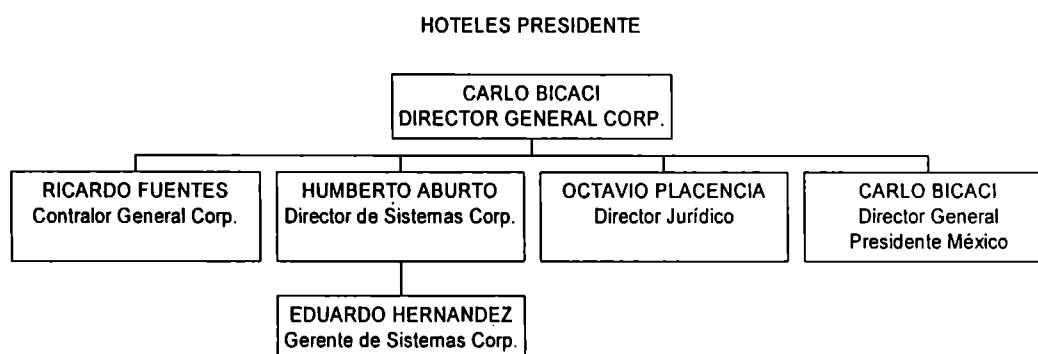 HOTELES PRESIDENTE
CARLO BICACI
DIRECTOR GENERAL CORP.
RICARDO FUENTES
Contralor General Corp.
HUMBERTO ABURTO
Director de Sistemas Corp.
OCTAVIO PLACENCIA
Director Jurídico
CARLO BICACI
Director General
Presidente México
EDUARDO HERNANDEZ
Gerente de Sistemas Corp.